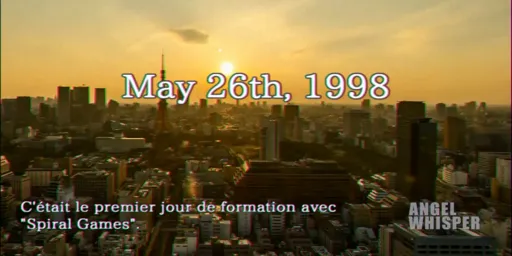 May 26th, 1998
C'était le premier jour de formation avec
"Spiral Games".
ANGEL
WHISPER